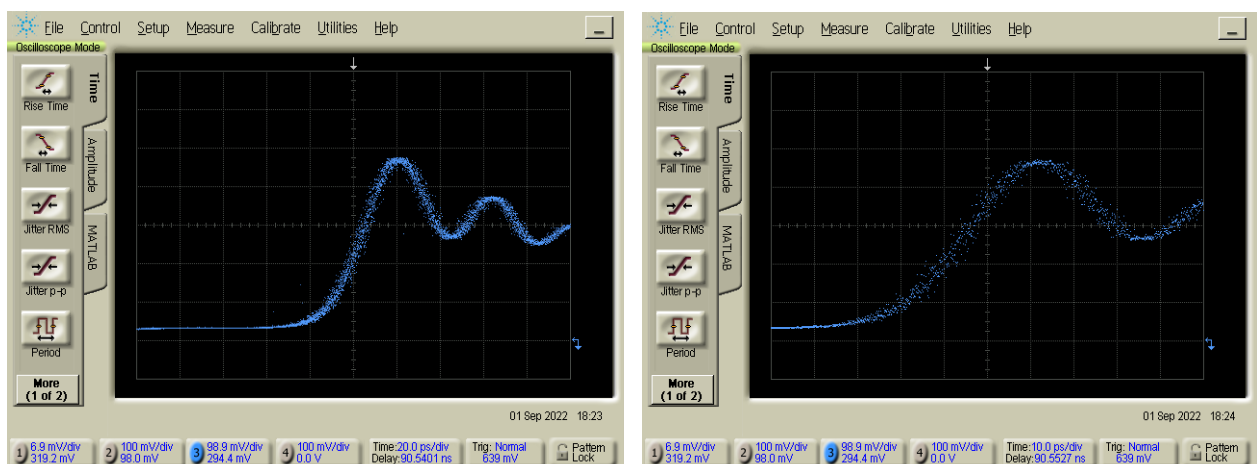 File Control Setup Measure Calibrate Utilities Help
Oscilloscope Mode
Time
Rise Time
Amplitude
Fall Time
Jitter RMS
MATLAB
Jitter p-p
Period
More
(1 of 2)
01 Sep 2022 18:23
1 6.9 mV/div 319.2 mV
2 100 mV/div 98.0 mV
3 98.9 mV/div 294.4 mV
4 100 mV/div 0.0 V
Time:20.0 ps/div Delay:90.5401 ns
Trig: Normal 639 mV
Pattern Lock
File Control Setup Measure Calibrate Utilities Help
Oscilloscope Mode
Time
Rise Time
Amplitude
Fall Time
Jitter RMS
MATLAB
Jitter p-p
Period
More
(1 of 2)
01 Sep 2022 18:24
1 6.9 mV/div 319.2 mV
2 100 mV/div 98.0 mV
3 98.9 mV/div 294.4 mV
4 100 mV/div 0.0 V
Time:10.0 ps/div Delay:90.5527 ns
Trig: Normal 639 mV
Pattern Lock